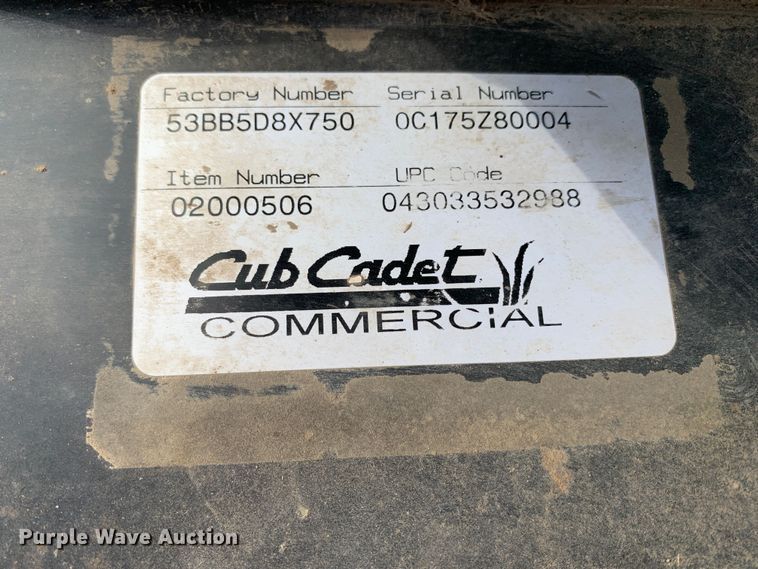 Factory Number Serial Number
53BB5D8X750 0C175Z80004
Item Number UPC Code
02000506 043033532988
Cub Cadet
COMMERCIAL
Purple Wave Auction